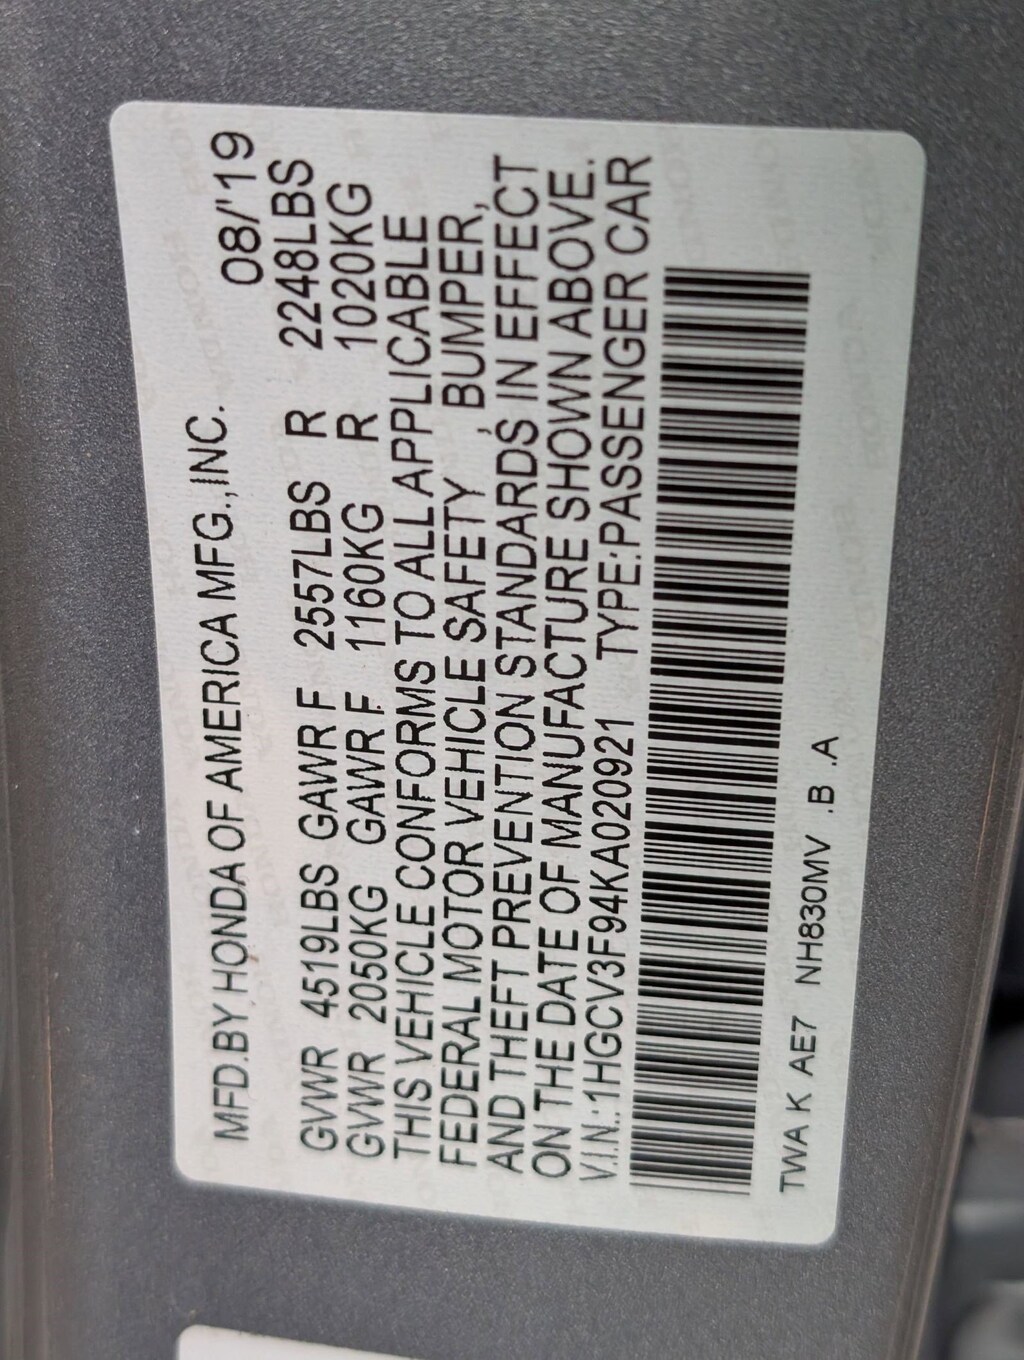 MFD.BY HONDA OF AMERICA MFG.,INC. 08/'19
GVWR 4519LBS GAWR F 2557LBS R 2248LBS
GVWR 2050KG GAWR F 1160KG R 1020KG
THIS VEHICLE CONFORMS TO ALL APPLICABLE
FEDERAL MOTOR VEHICLE SAFETY , BUMPER,
AND THEFT PREVENTION STANDARDS IN EFFECT
ON THE DATE OF MANUFACTURE SHOWN ABOVE.
V.I.N.:1HGCV3F94KA020921 TYPE:PASSENGER CAR
TWA K AE7 NH830MV .B .A